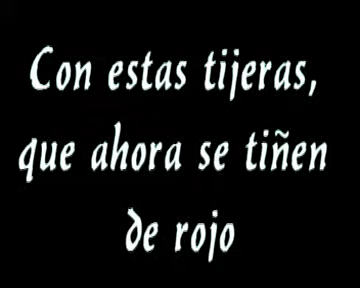 Con estas tijeras,
que ahora se tiñen
de rojo